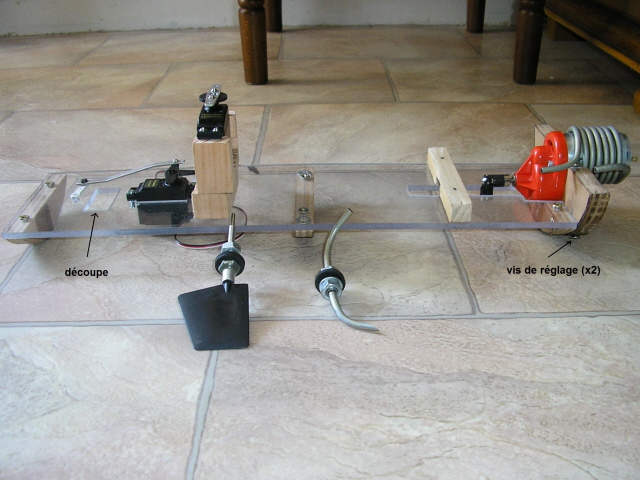 découpe
vis de réglage (x2)